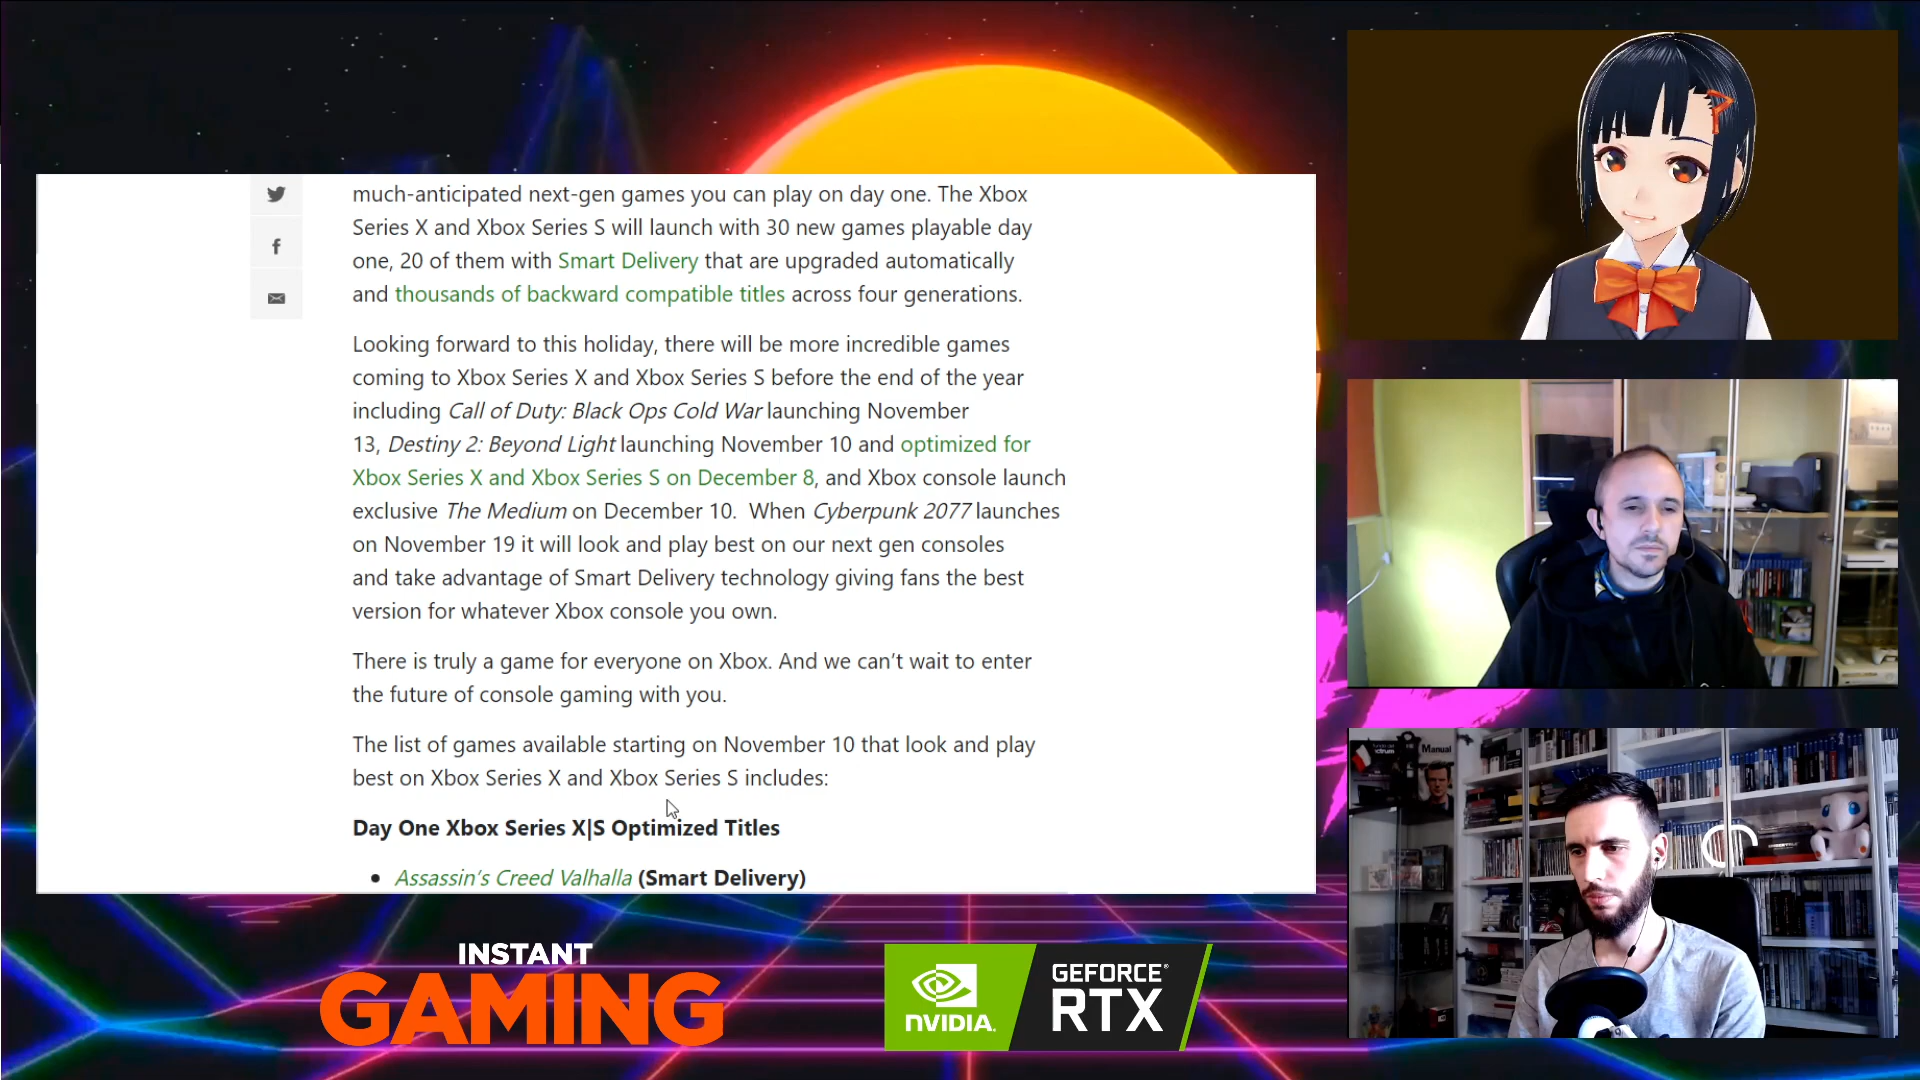 much-anticipated next-gen games you can play on day one. The Xbox
Series X and Xbox Series S will launch with 30 new games playable day
one, 20 of them with Smart Delivery that are upgraded automatically
and thousands of backward compatible titles across four generations.
Looking forward to this holiday, there will be more incredible games
coming to Xbox Series X and Xbox Series S before the end of the year
including Call of Duty: Black Ops Cold War launching November
13, Destiny 2: Beyond Light launching November 10 and optimized for
Xbox Series X and Xbox Series S on December 8, and Xbox console launch
exclusive The Medium on December 10. When Cyberpunk 2077 launches
on November 19 it will look and play best on our next gen consoles
and take advantage of Smart Delivery technology giving fans the best
version for whatever Xbox console you own.
There is truly a game for everyone on Xbox. And we can't wait to enter
the future of console gaming with you.
The list of games available starting on November 10 that look and play
best on Xbox Series X and Xbox Series S includes:
Day One Xbox Series X|S Optimized Titles
• Assassin's Creed Valhalla (Smart Delivery)
INSTANT
GAMING
NVIDIA.
GEFORCE®
RTX
Manual